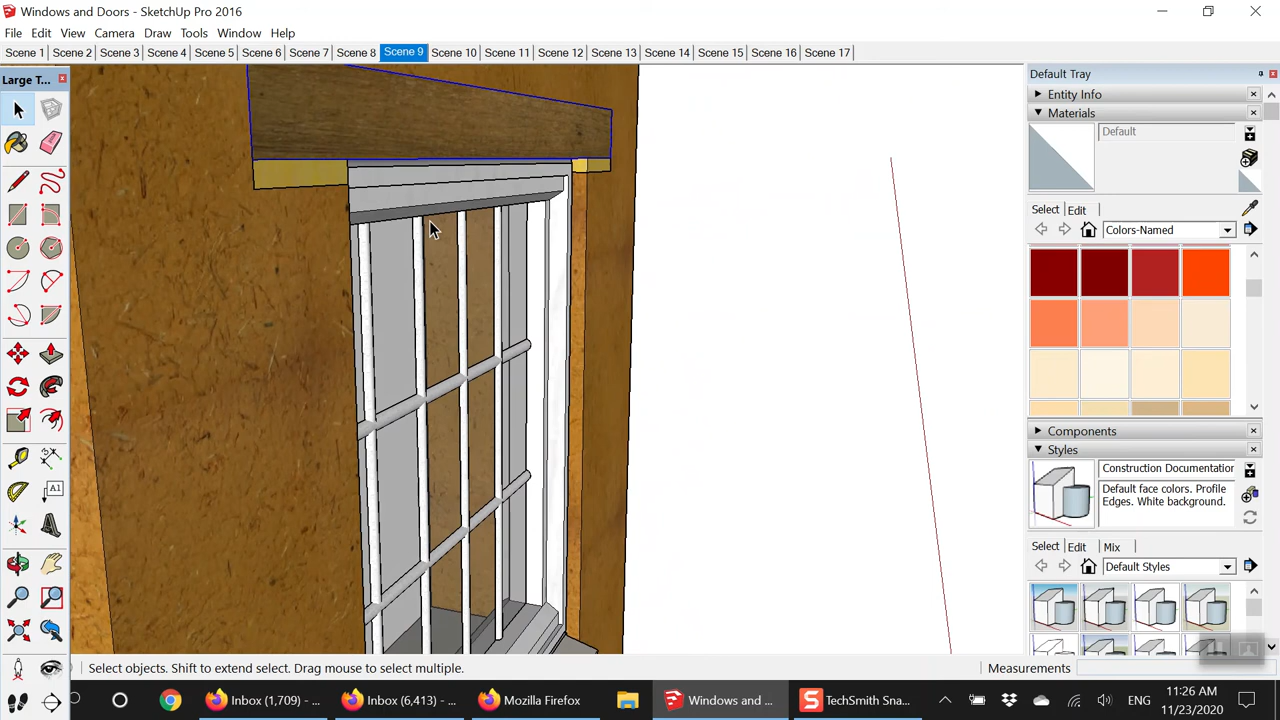 Windows and Doors - SketchUp Pro 2016
File Edit View Camera Draw Tools Window Help
Scene 1 Scene 2 Scene 3 Scene 4 Scene 5 Scene 6 Scene 7 Scene 8 Scene 9 Scene 10 Scene 11 Scene 12 Scene 13 Scene 14 Scene 15 Scene 16 Scene 17
Large T...
Default Tray
Entity Info
Materials
Default
Select Edit
Colors-Named
Components
Styles
Construction Documentation
Default face colors. Profile
Edges. White background.
Select Edit Mix
Default Styles
A1
Select objects. Shift to extend select. Drag mouse to select multiple.
Measurements
Inbox (1,709) - ...
Inbox (6,413) - ...
Mozilla Firefox
Windows and ...
S TechSmith Sna...
ENG
11:26 AM
11/23/2020